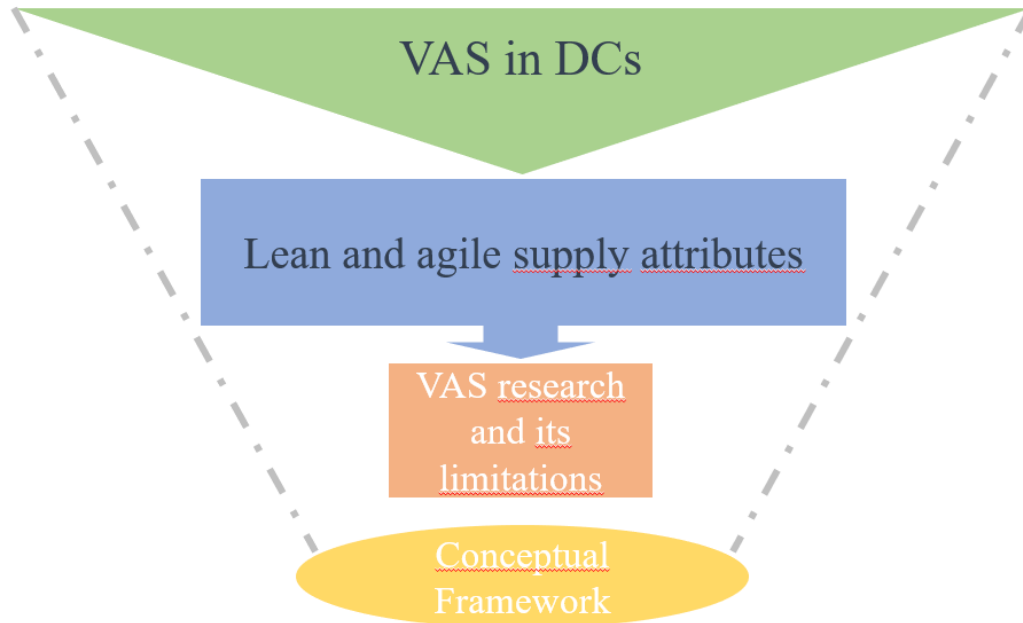 VAS in DCs
Lean and agile supply attributes
VAS research
and its
limitations
Conceptual
Framework